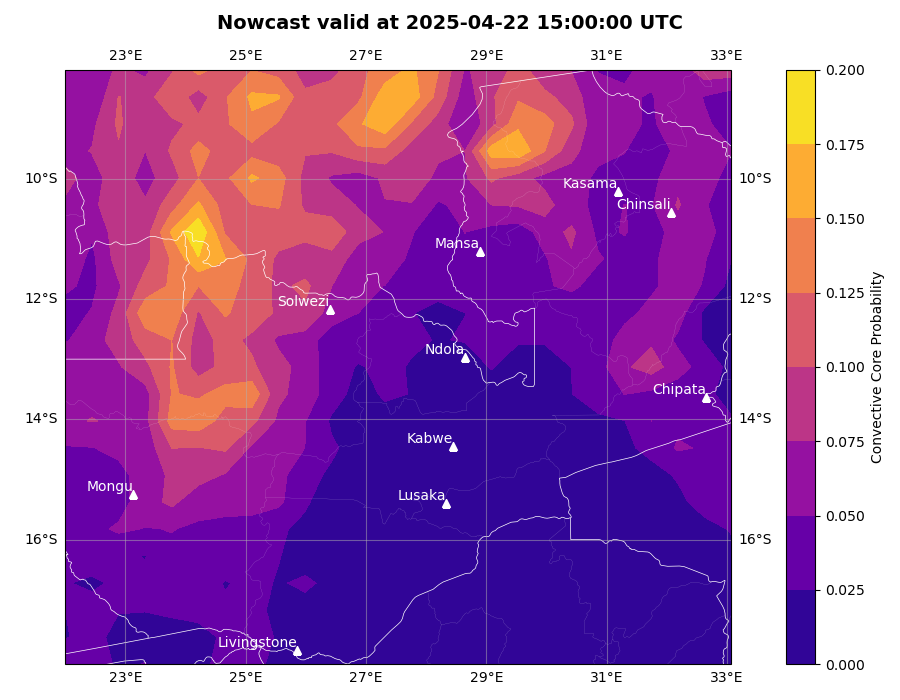 Nowcast valid at 2025-04-22 15:00:00 UTC
23°E 25°E 27°E 29°E 31°E 33°E
0.200
0.175
0.150
0.125
0.100
0.075
0.050
0.025
0.000
Convective Core Probability
10°S 10°S
12°S 12°S
14°S 14°S
16°S 16°S
Kasama
Chinsali
Mansa
Solwezi
Ndola
Chipata
Kabwe
Mongu
Lusaka
Livingstone
23°E 25°E 27°E 29°E 31°E 33°E